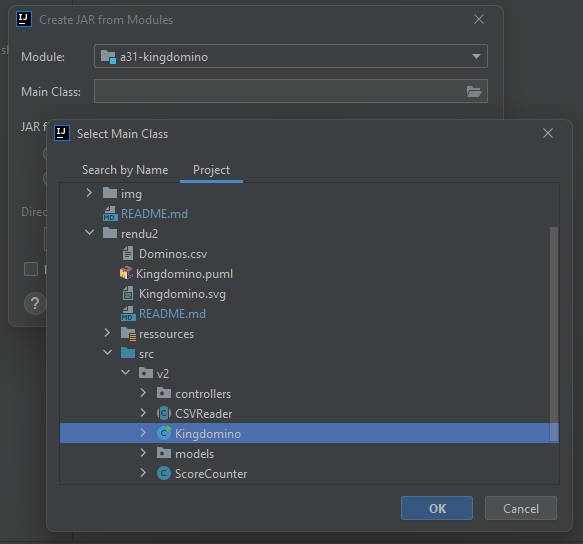 Create JAR from Modules
Module:
a31-kingdomino
Main Class:
JAR f
Direc
Select Main Class
Search by Name
Project
img
README.md
rendu2
Dominos.csv
Kingdomino.puml
Kingdomino.svg
README.md
ressources
src
v2
controllers
CSVReader
Kingdomino
models
ScoreCounter
OK
Cancel